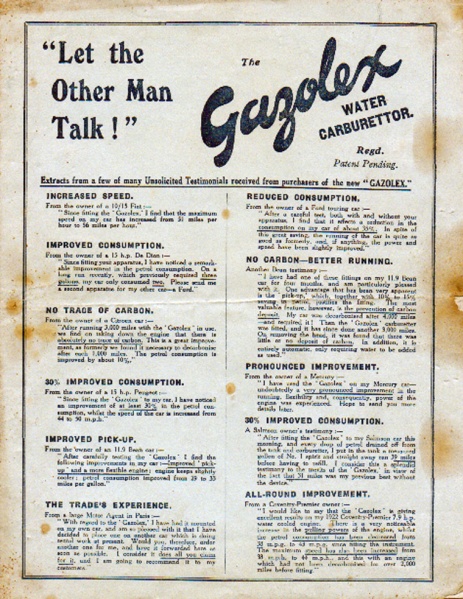 "Let the
Other Man
Talk!"
The
Gazolex
WATER
CARBURETTOR.
Regd.
Patent Pending.
Extracts from a few of many Unsolicited Testimonials received from purchasers of the new "GAZOLEX."
INCREASED SPEED.
From the owner of a 10/15 Fiat :—
"Since fitting the 'Gazolex,' I find that the maximum
speed on my car has increased from 51 miles per
hour to 56 miles per hour."
IMPROVED CONSUMPTION.
From the owner of a 15 h.p. Da Dion :—
"Since fitting your apparatus, I have noticed a remark-
able improvement in the petrol consumption. On a
long run recently, which previously required three
gallons, my car only consumed two. Please send me
a second apparatus for my other car—a Ford."
NO TRACE OF CARBON.
From the owner of a Citroen car :—
"After running 3,000 miles with the 'Gazolex' in use,
we find on taking down the engine that there is
absolutely no trace of carbon. This is a great improve-
ment, as formerly we found it necessary to decarbonise
after each 1,000 miles. The petrol consumption is
improved by about 10%."
30% IMPROVED CONSUMPTION.
From the owner of a 15 h.p. Peugeot :—
"Since fitting the 'Gazolex' to my car, I have noticed
an improvement of at least 30% in the petrol con-
sumption, whilst the speed of the car is increased from
44 to 50 m.p.h."
IMPROVED PICK-UP.
From the owner of an 11.9 Bean car :—
"After carefully testing the 'Gazolex' I find the
following improvements in my car :—Improved 'pick-
up' and a more flexible engine; engine keeps slightly
cooler; petrol consumption improved from 29 to 33
miles per gallon."
THE TRADE'S EXPERIENCE.
From a large Motor Agent in Paris :—
"With regard to the 'Gazolex,' I have had it mounted
on my own car, and am so pleased with it that I have
decided to place one on another car which is doing
trend work at present. Would you, therefore, under
another one for me, and have it forwarded here as
soon as possible. I consider it does all you claim
for it, and I am going to recommend it to my
customers."
REDUCED CONSUMPTION.
From the owner of a Ford touring car :—
"After a careful test, both with and without your
apparatus, I find that it effects a reduction in the
consumption on my car of about 35%. In spite of
this great saving, the running of the car is quite as
good as formerly, and, if anything, the power and
speed have been slightly improved."
NO CARBON—BETTER RUNNING.
Another Bean testimony :—
"I have had one of these fittings on my 11.9 Bean
car for four months, and am particularly pleased
with it. One advantage that has been very apparent
is the 'pick-up,' which, together with 10% to 15%
saving in petrol, justifies the fitting. The most
valuable feature, however, is the prevention of carbon
deposit. My car was decarbonised after 4,000 miles
—and required it. Then the 'Gazolex' carburetter
was fitted, and it has since done another 3,000 miles.
On removing the head, it was found that there was
little or no deposit of carbon. In addition, it is
entirely automatic, only requiring water to be added
as used."
PRONOUNCED IMPROVEMENT.
From the owner of a Mercury :—
"I have used the 'Gazolex' on my Mercury car—
undoubtedly a very pronounced improvement in the
running, flexibility and, consequently, power of the
engine was experienced. Hope to send you more
details later.
30% IMPROVED CONSUMPTION.
A Salmson owner's testimony :—
"After fitting the 'Gazolex' to my Salmson car this
morning, and every drop of petrol drained off from
the tank and carburetter, I put in the tank a measured
gallon of No. 1 spirit and straight away ran 39 miles
before having to refill. I consider this a splendid
testimony to the merits of the 'Gazolex,' in view of the
fact that 31 miles was my previous best without
the device."
ALL-ROUND IMPROVEMENT.
From a Coventry-Premier owner :—
"I would like to say that the 'Gazolex' is giving
excellent results on my 1922 Coventry-Premier 7.9 h.p.
water cooled engine. There is a very noticeable
increase in the pulling powers of the engine, whilst
the petrol consumption has been decreased from
38 m.p.g. to 45 m.p.g. since fitting the instrument.
The maximum speed has also been increased from
38 m.p.h. to 44 m.p.h., and this with an engine
which had not been decarbonised for over 2,000
miles before fitting."